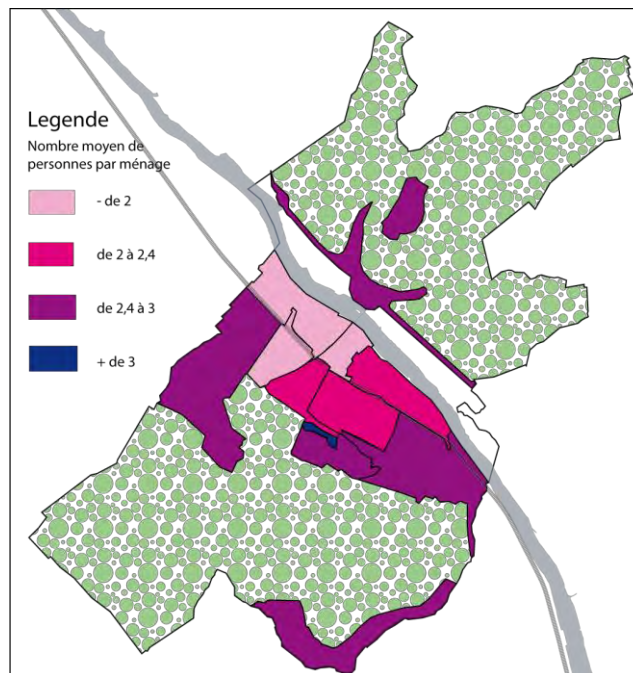 Legende
Nombre moyen de
personnes par ménage
- de 2
de 2 à 2,4
de 2,4 à 3
+ de 3